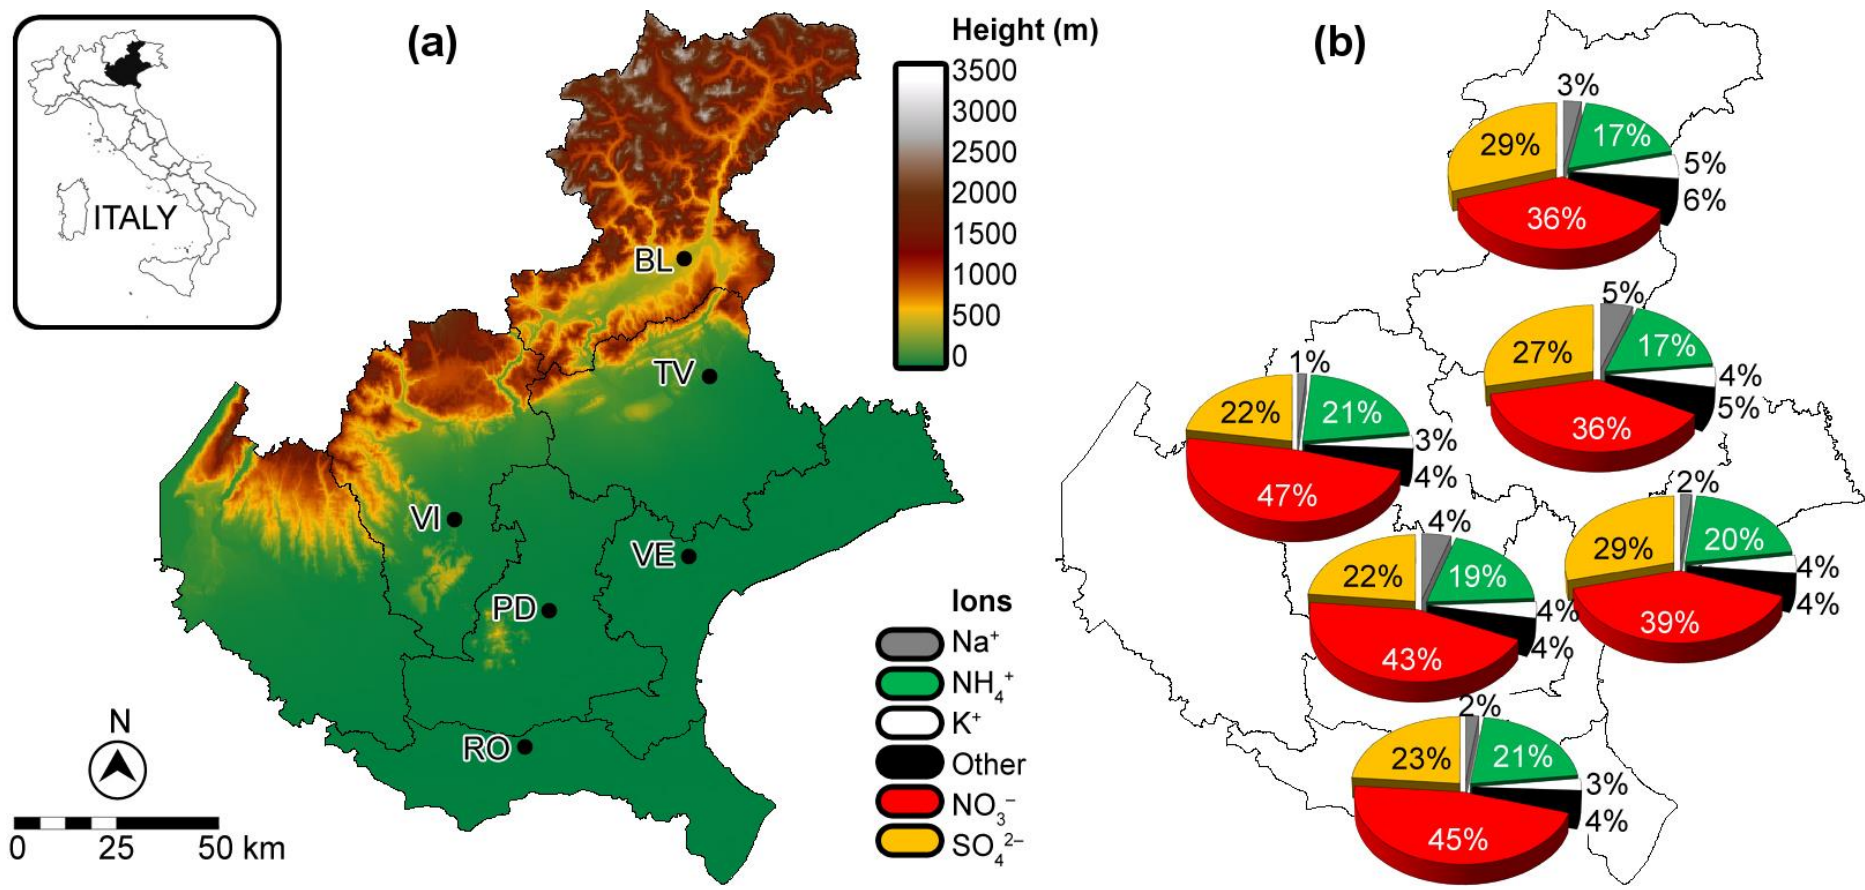 (a)
Height (m)
3500
3000
2500
2000
1500
1000
500
0
ITALY
BL
TV
VI
VE
PD
RO
N
0 25 50 km
Ions
Na⁺
NH₄⁺
K⁺
Other
NO₃⁻
SO₄²⁻
(b)
3%
17%
5%
6%
36%
29%
5%
17%
4%
5%
36%
27%
1%
21%
3%
4%
47%
22%
2%
20%
4%
4%
39%
29%
4%
19%
4%
4%
43%
22%
2%
21%
3%
4%
45%
23%